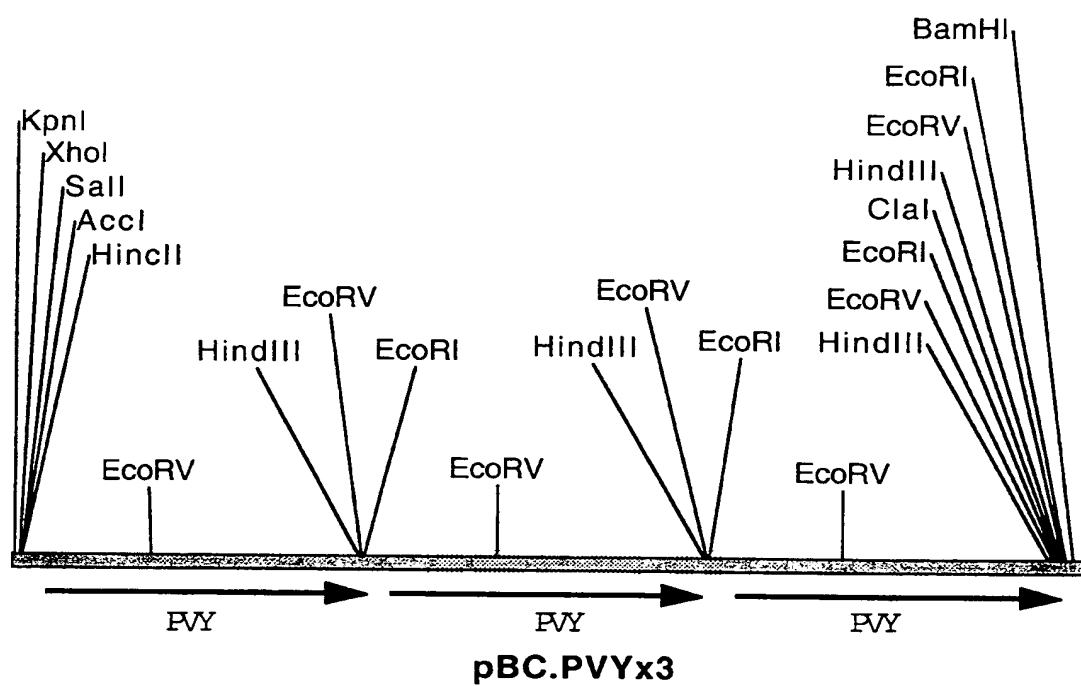 BamHI
EcoRI
KpnI
EcoRV
XhoI
HindIII
SalI
ClaI
AccI
EcoRI
HincII
EcoRV
EcoRV
EcoRV
HindIII
EcoRI
HindIII
EcoRI
HindIII
EcoRV
EcoRV
EcoRV
PVY
PVY
PVY
pBC.PVYx3